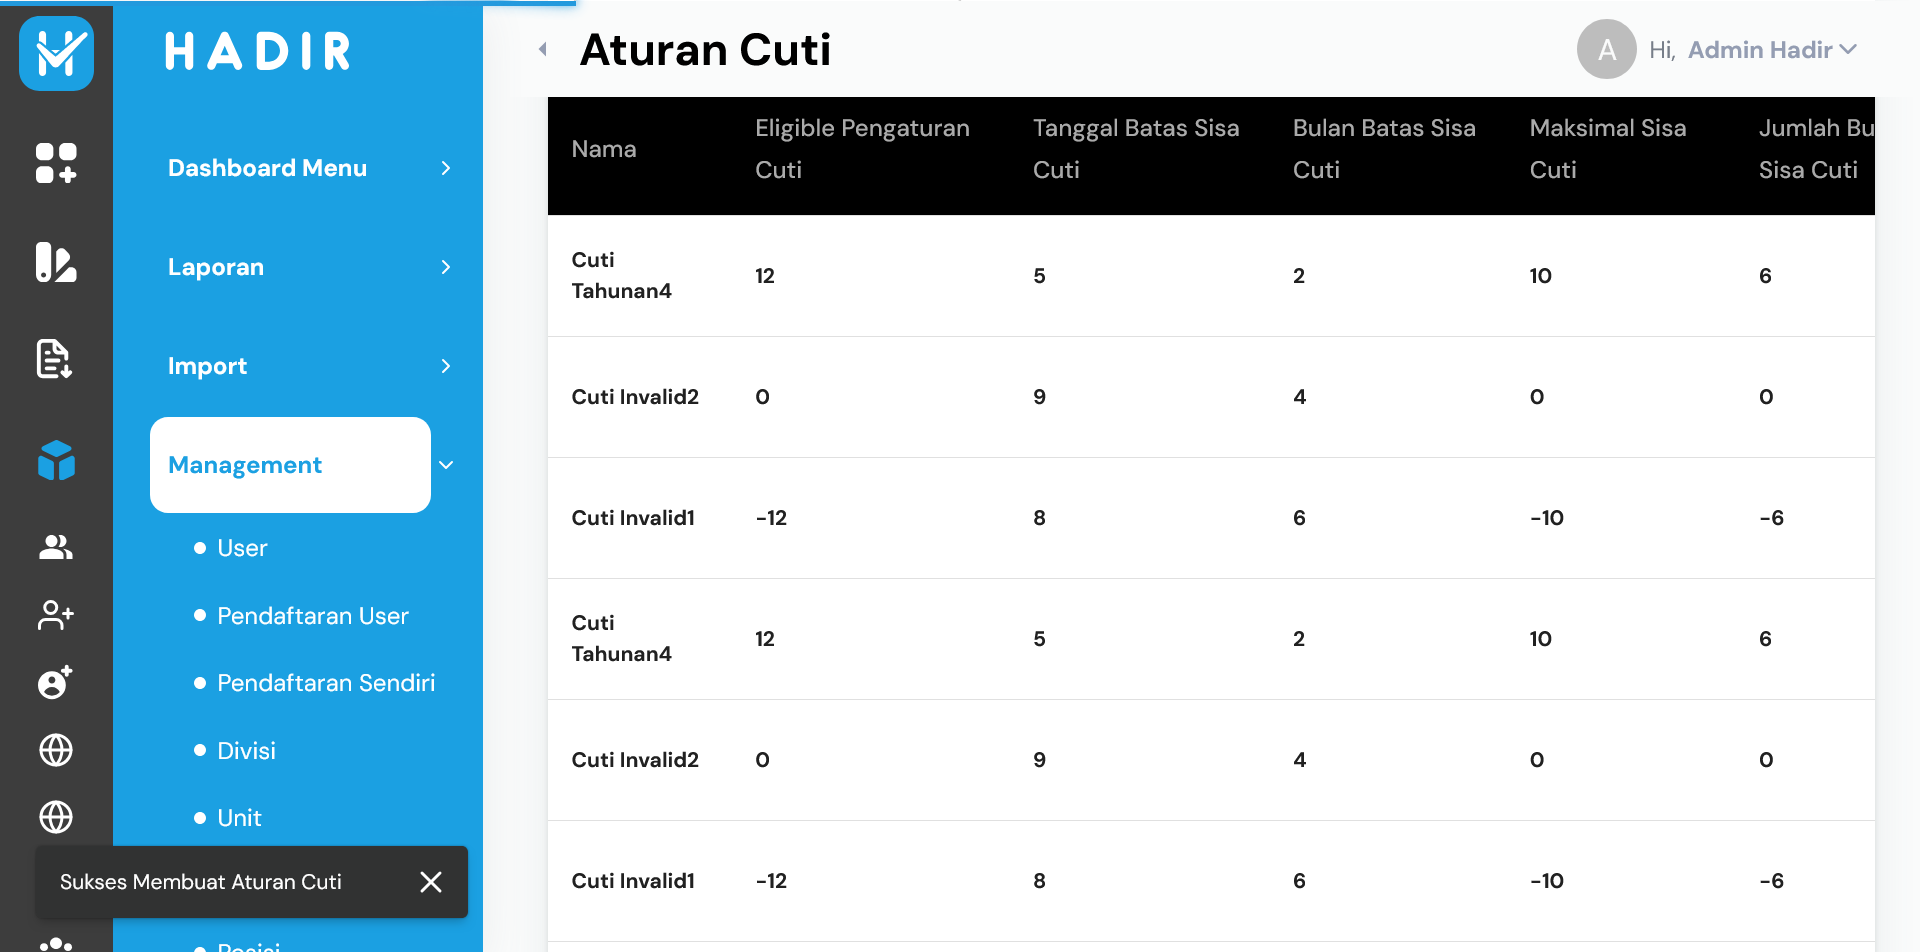 HADIR
Aturan Cuti
A
Hi, Admin Hadir
Dashboard Menu
Laporan
Import
Management
User
Pendaftaran User
Pendaftaran Sendiri
Divisi
Unit
Posisi
Sukses Membuat Aturan Cuti
Nama
Eligible Pengaturan
Cuti
Tanggal Batas Sisa
Cuti
Bulan Batas Sisa
Cuti
Maksimal Sisa
Cuti
Jumlah Bu
Sisa Cuti
Cuti
Tahunan4
12
5
2
10
6
Cuti Invalid2
0
9
4
0
0
Cuti Invalid1
-12
8
6
-10
-6
Cuti
Tahunan4
12
5
2
10
6
Cuti Invalid2
0
9
4
0
0
Cuti Invalid1
-12
8
6
-10
-6